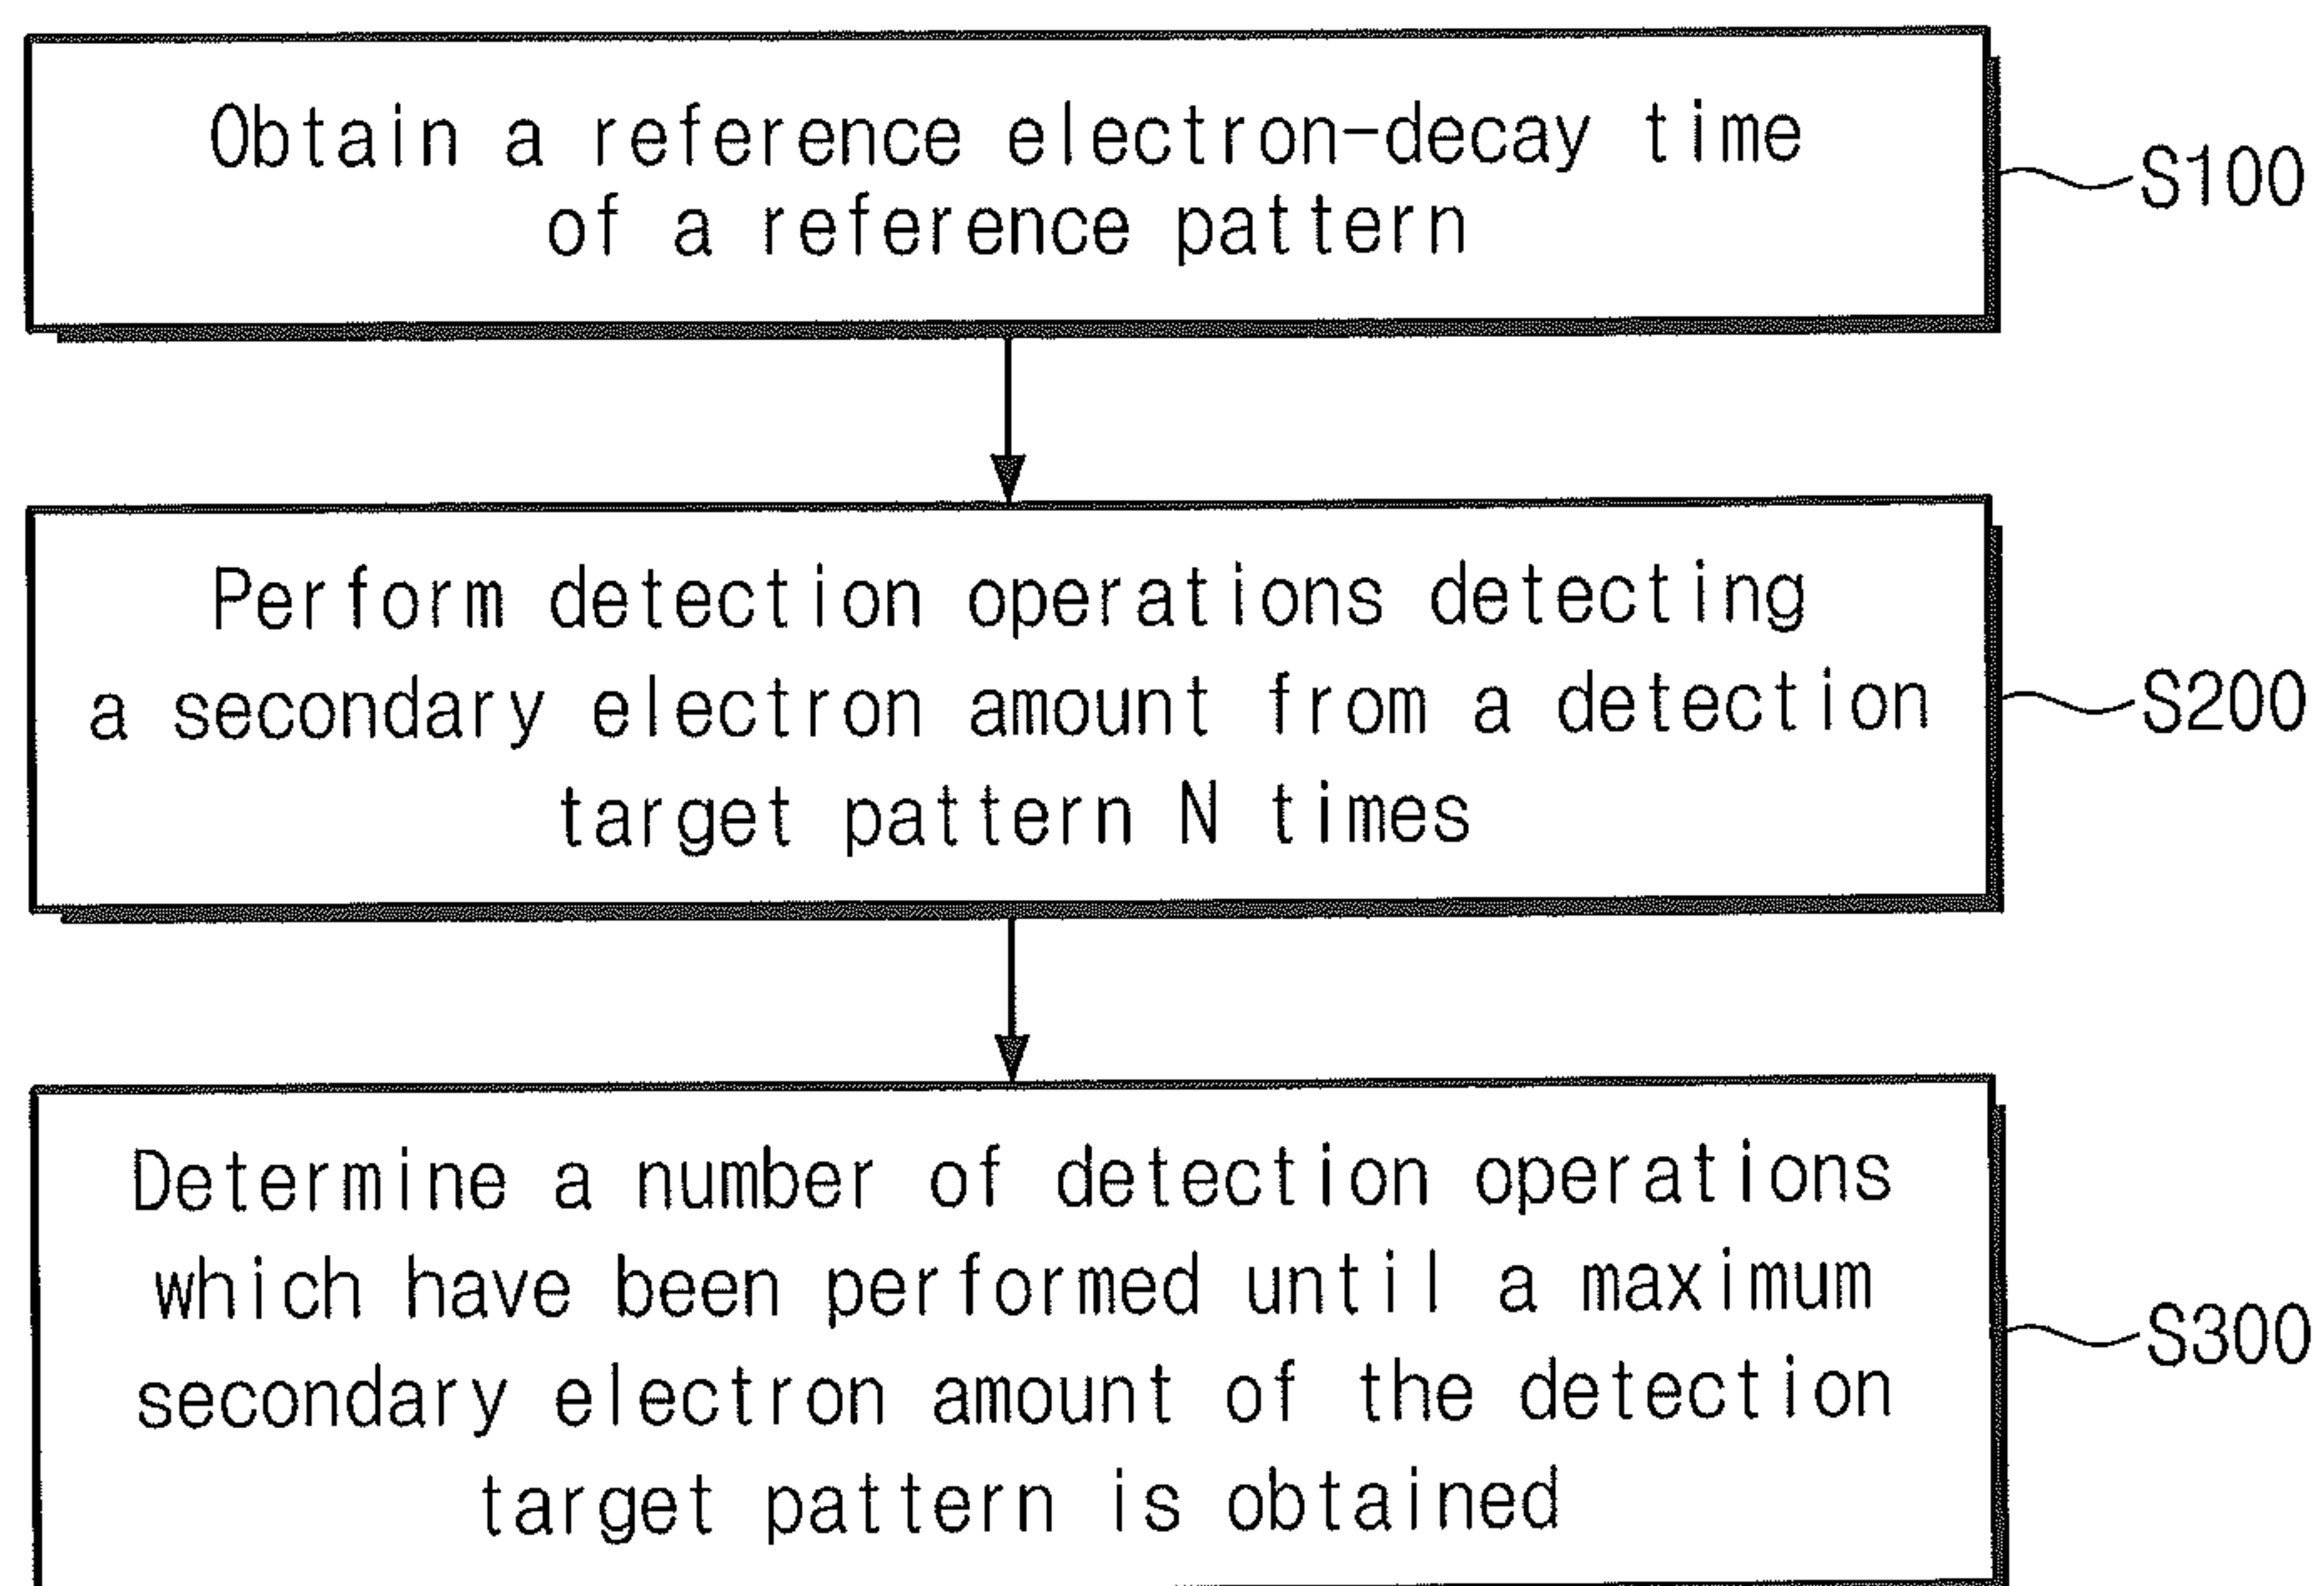 Obtain a reference electron-decay time
of a reference pattern
S100
Perform detection operations detecting
a secondary electron amount from a detection
target pattern N times
S200
Determine a number of detection operations
which have been performed until a maximum
secondary electron amount of the detection
target pattern is obtained
S300